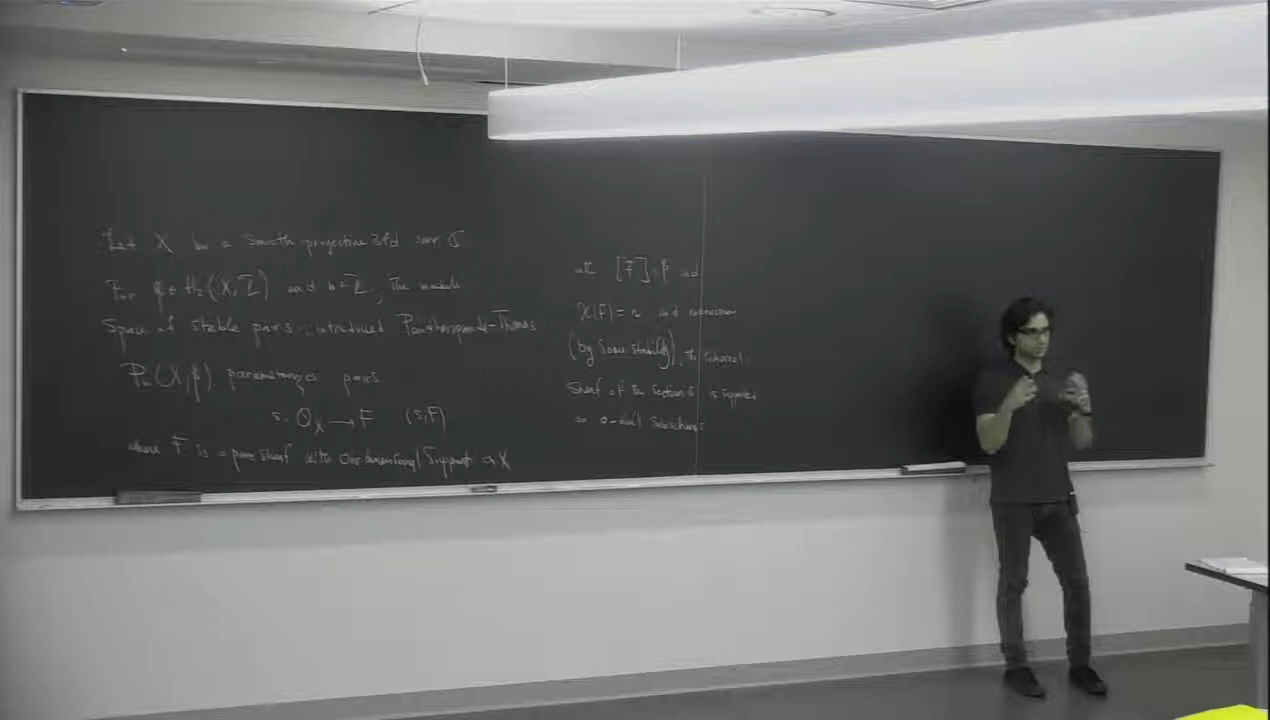 Let X be a smooth projective 3fd over C
For β ∈ H₂(X, Z) and n ∈ Z, the moduli
Space of stable pairs, introduced Pandharipande-Thomas
Pₙ(X, β) parametrizes pairs
s: O_X → F (s, F)
where F is a pure sheaf with one dimensional support on X
with [F] = β and
χ(F) = n and
(by some stability), the cokernel
sheaf of the section s is supported
on 0-dim'l subschemes